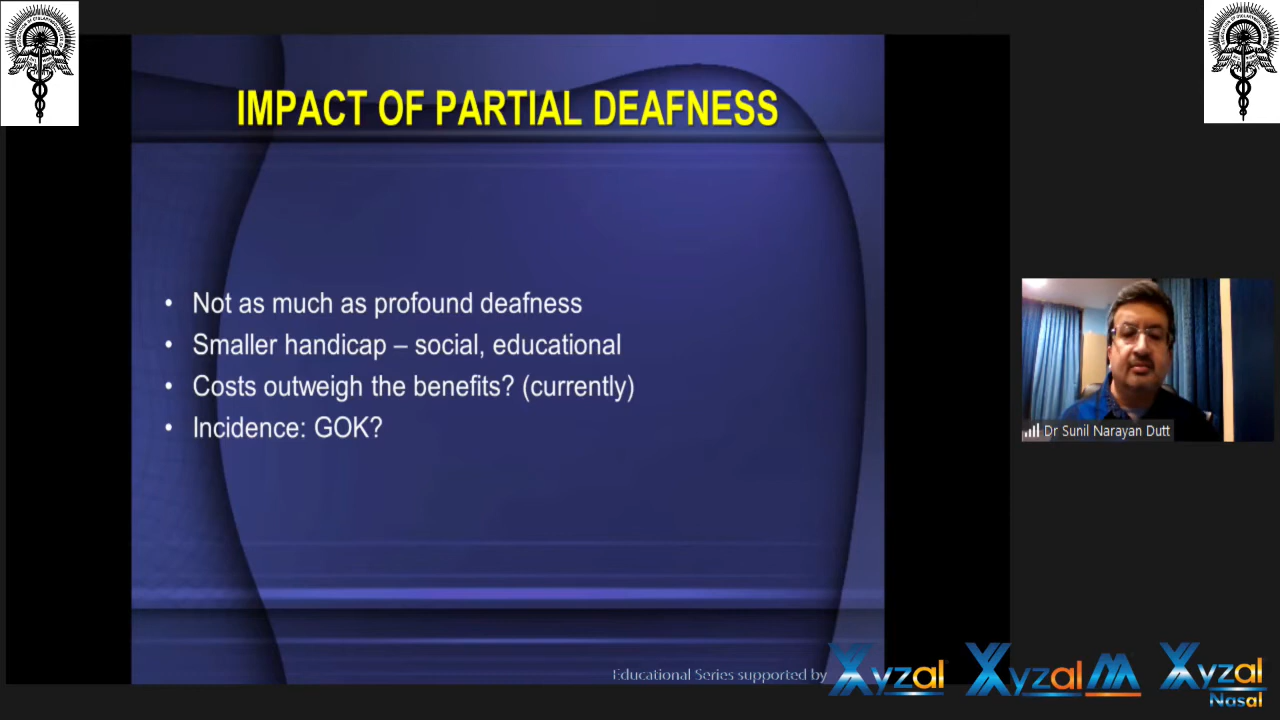 IMPACT OF PARTIAL DEAFNESS
• Not as much as profound deafness
• Smaller handicap – social, educational
• Costs outweigh the benefits? (currently)
• Incidence: GOK?
Dr Sunil Narayan Dutt
Educational Series supported by
Xyzal
Xyzal M
Xyzal
Nasal